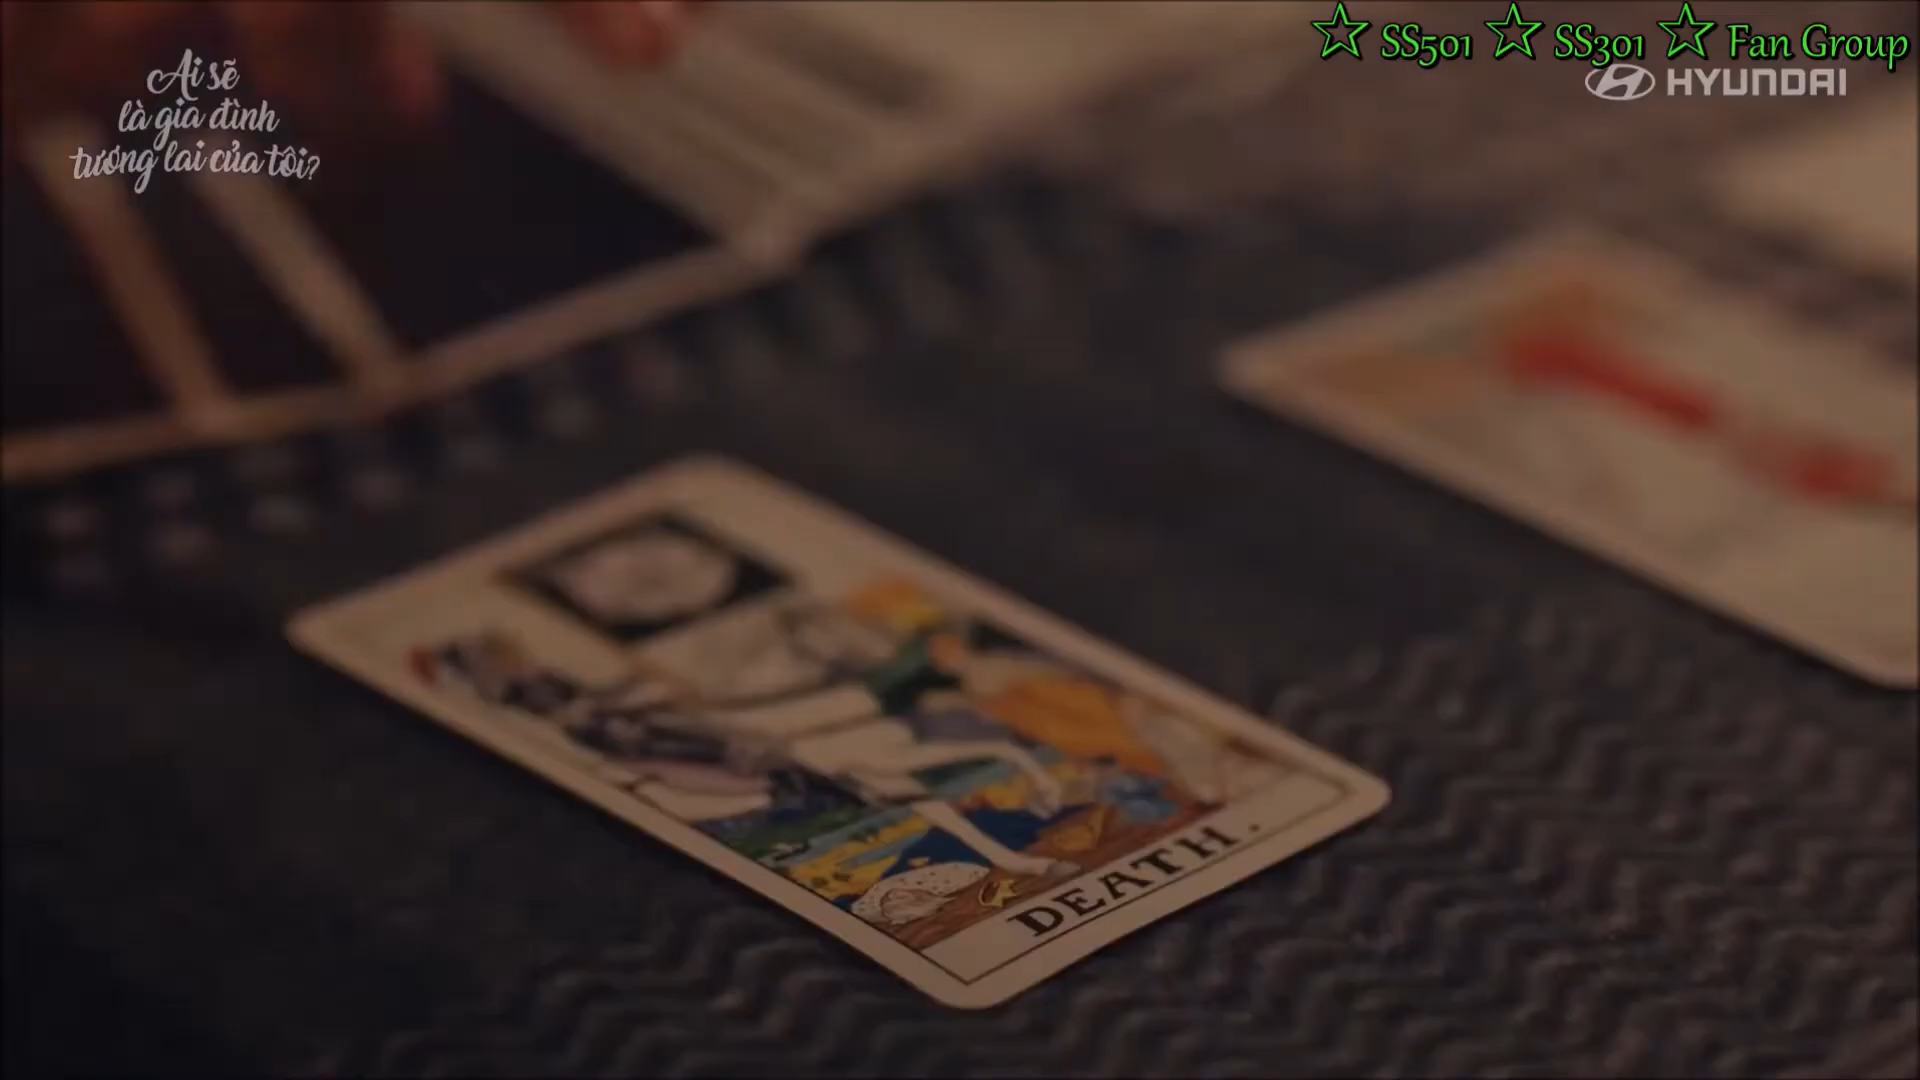 Ai sẽ
là gia đình
tương lai của tôi?
☆ SS501 ☆ SS301 ☆ Fan Group
HYUNDAI
DEATH.